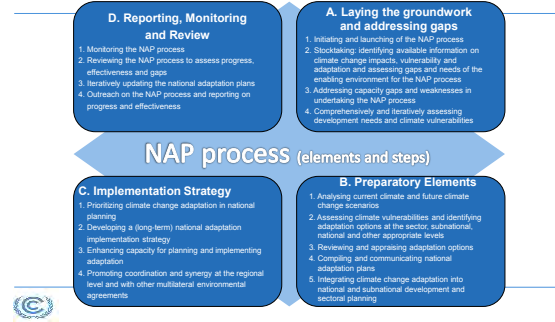 D. Reporting, Monitoring
and Review
1. Monitoring the NAP process
2. Reviewing the NAP process to assess progress,
effectiveness and gaps
3. Iteratively updating the national adaptation plans
4. Outreach on the NAP process and reporting on
progress and effectiveness
A. Laying the groundwork
and addressing gaps
1. Initiating and launching of the NAP process
2. Stocktaking: identifying available information on
climate change impacts, vulnerability and
adaptation and assessing gaps and needs of the
enabling environment for the NAP process
3. Addressing capacity gaps and weaknesses in
undertaking the NAP process
4. Comprehensively and iteratively assessing
development needs and climate vulnerabilities
NAP process (elements and steps)
C. Implementation Strategy
1. Prioritizing climate change adaptation in national
planning
2. Developing a (long-term) national adaptation
implementation strategy
3. Enhancing capacity for planning and implementing
adaptation
4. Promoting coordination and synergy at the regional
level and with other multilateral environmental
agreements
B. Preparatory Elements
1. Analysing current climate and future climate
change scenarios
2. Assessing climate vulnerabilities and identifying
adaptation options at the sector, subnational,
national and other appropriate levels
3. Reviewing and appraising adaptation options
4. Compiling and communicating national
adaptation plans
5. Integrating climate change adaptation into
national and subnational development and
sectoral planning